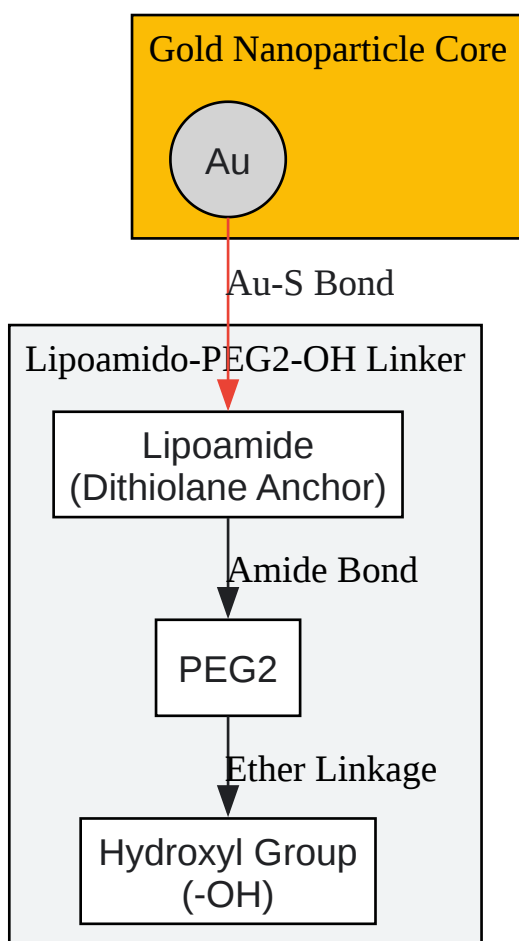 Gold Nanoparticle Core
Au
Au-S Bond
Lipoamido-PEG2-OH Linker
Lipoamide
(Dithiolane Anchor)
Amide Bond
PEG2
Ether Linkage
Hydroxyl Group
(-OH)